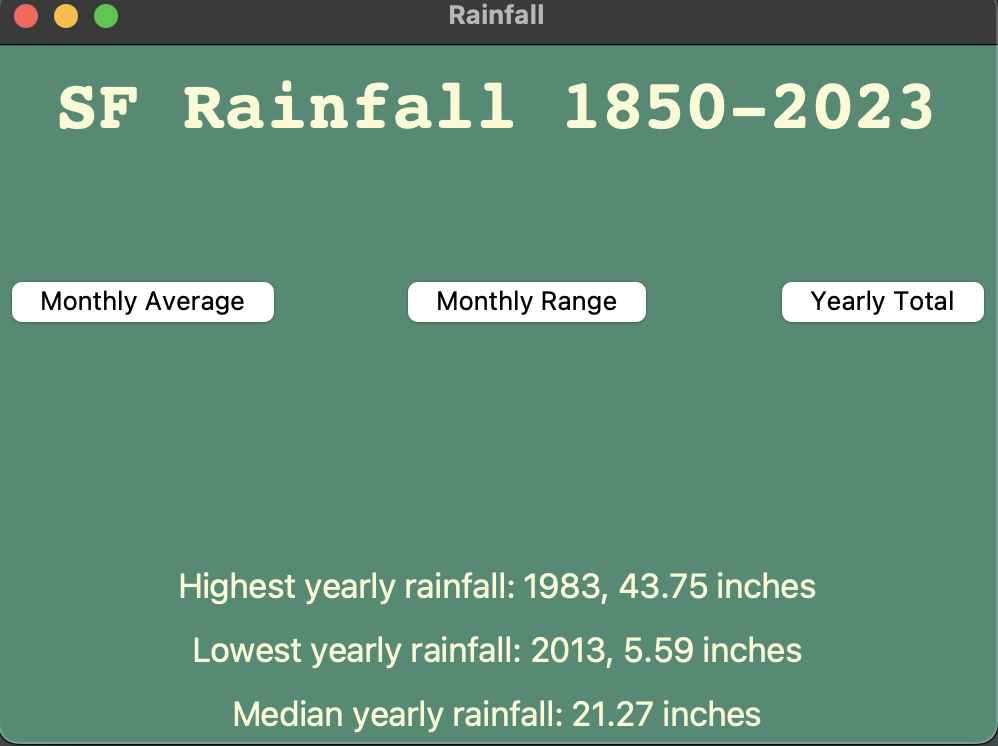 Rainfall
SF Rainfall 1850-2023
Monthly Average Monthly Range Yearly Total
Highest yearly rainfall: 1983, 43.75 inches
Lowest yearly rainfall: 2013, 5.59 inches
Median yearly rainfall: 21.27 inches